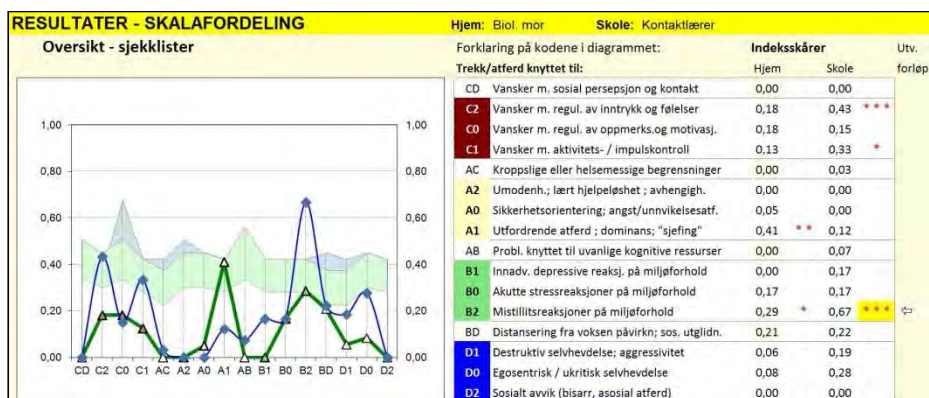 RESULTATER - SKALAFORDELING Hjem: Biol. mor Skole: Kontaktlærer
Oversikt - sjekklister
Forklaring på kodene i diagrammet: Indeksskårer Utv.
Trekk/atferd knyttet til: Hjem Skole forløp
CD Vansker m. sosial persepsjon og kontakt 0,00 0,00
C2 Vansker m. regul. av inntrykk og følelser 0,18 0,43 * * *
C0 Vansker m. regul. av oppmerks.og motivasj. 0,18 0,15
C1 Vansker m. aktivitets- / impulskontroll 0,13 0,33 *
AC Kroppslige eller helsemessige begrensninger 0,00 0,03
A2 Umodenh.; lært hjelpeløshet ; avhengigh. 0,00 0,00
A0 Sikkerhetsorientering; angst/unnvikelsesatf. 0,05 0,00
A1 Utfordrende atferd ; dominans; "sjefing" 0,41 * * 0,12
AB Probl. knyttet til uvanlige kognitive ressurser 0,00 0,07
B1 Innadv. depressive reaksj. på miljøforhold 0,00 0,17
B0 Akutte stressreaksjoner på miljøforhold 0,17 0,17
B2 Mistillitsreaksjoner på miljøforhold 0,29 * 0,67 * * * ⇦
BD Distansering fra voksen påvirkn; sos. utglidn. 0,21 0,22
D1 Destruktiv selvhevdelse; aggressivitet 0,06 0,19
D0 Egosentrisk / ukritisk selvhevdelse 0,08 0,28
D2 Sosialt avvik (bisarr, asosial atferd) 0,00 0,00
1,00 1,00
0,80 0,80
0,60 0,60
0,40 0,40
0,20 0,20
0,00 0,00
CD C2 C0 C1 AC A2 A0 A1 AB B1 B0 B2 BD D1 D0 D2